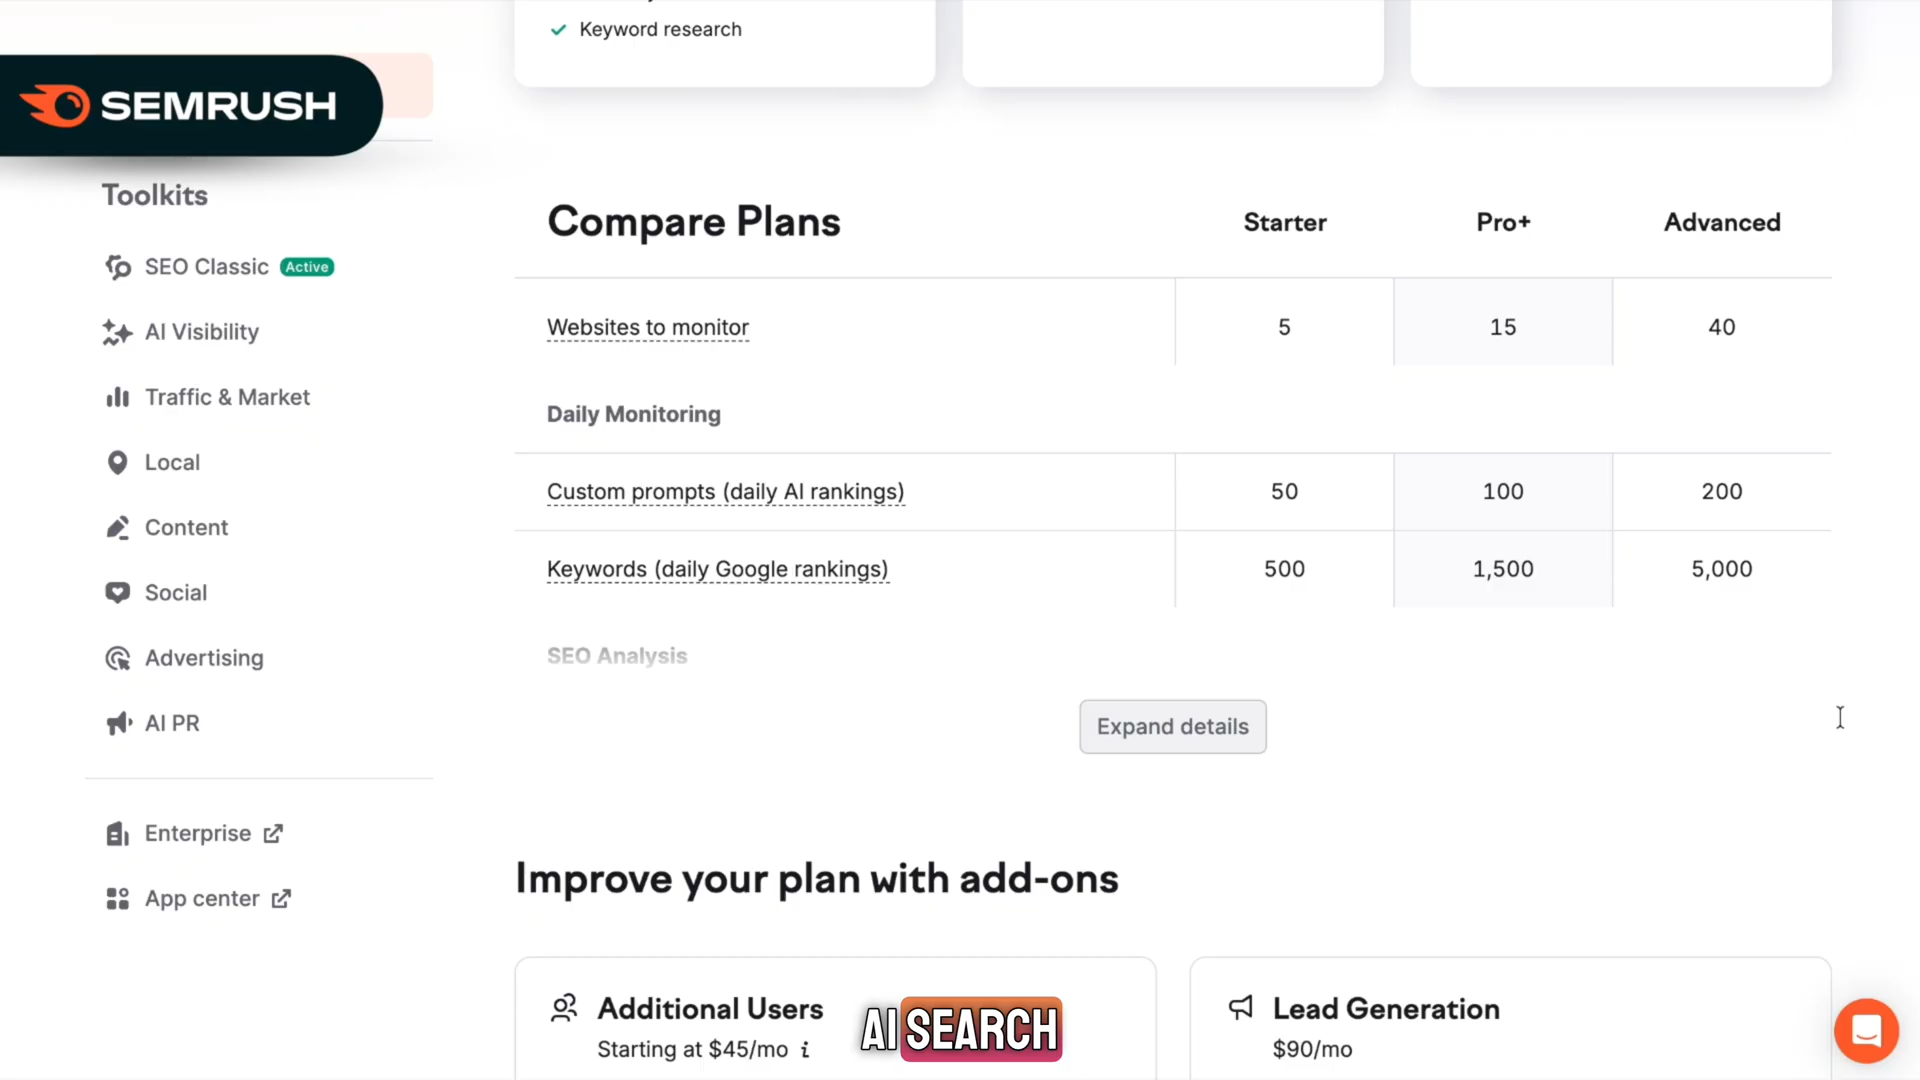 Keyword research
SEMRUSH
Toolkits
SEO Classic Active
AI Visibility
Traffic & Market
Local
Content
Social
Advertising
AI PR
Enterprise
App center
Compare Plans Starter Pro+ Advanced
Websites to monitor 5 15 40
Daily Monitoring
Custom prompts (daily AI rankings) 50 100 200
Keywords (daily Google rankings) 500 1,500 5,000
SEO Analysis
Expand details
Improve your plan with add-ons
Additional Users
Starting at $45/mo i
Lead Generation
$90/mo
AI SEARCH